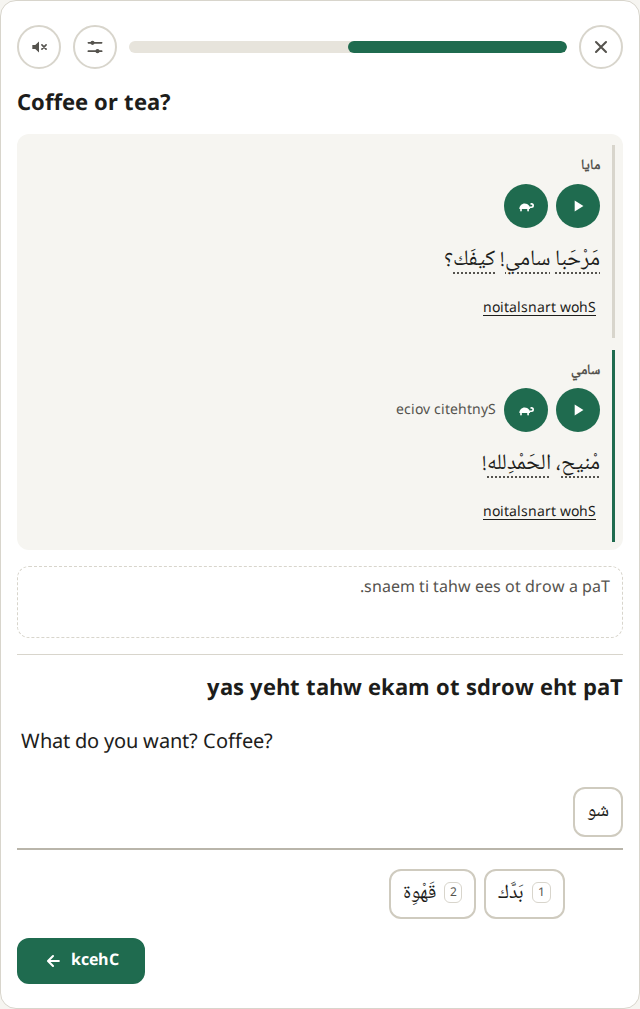 Coffee or tea?
مايا
مَرْحَبا سامي! كيفَك؟
noitalsnart wohS
سامي
eciov citehtnyS
مْنيح، الحَمْدِلله!
noitalsnart wohS
.snaem ti tahw ees ot drow a paT
yas yeht tahw ekam ot sdrow eht paT
What do you want? Coffee?
شو
1 بَدَّك
2 قَهْوِة
kcehC